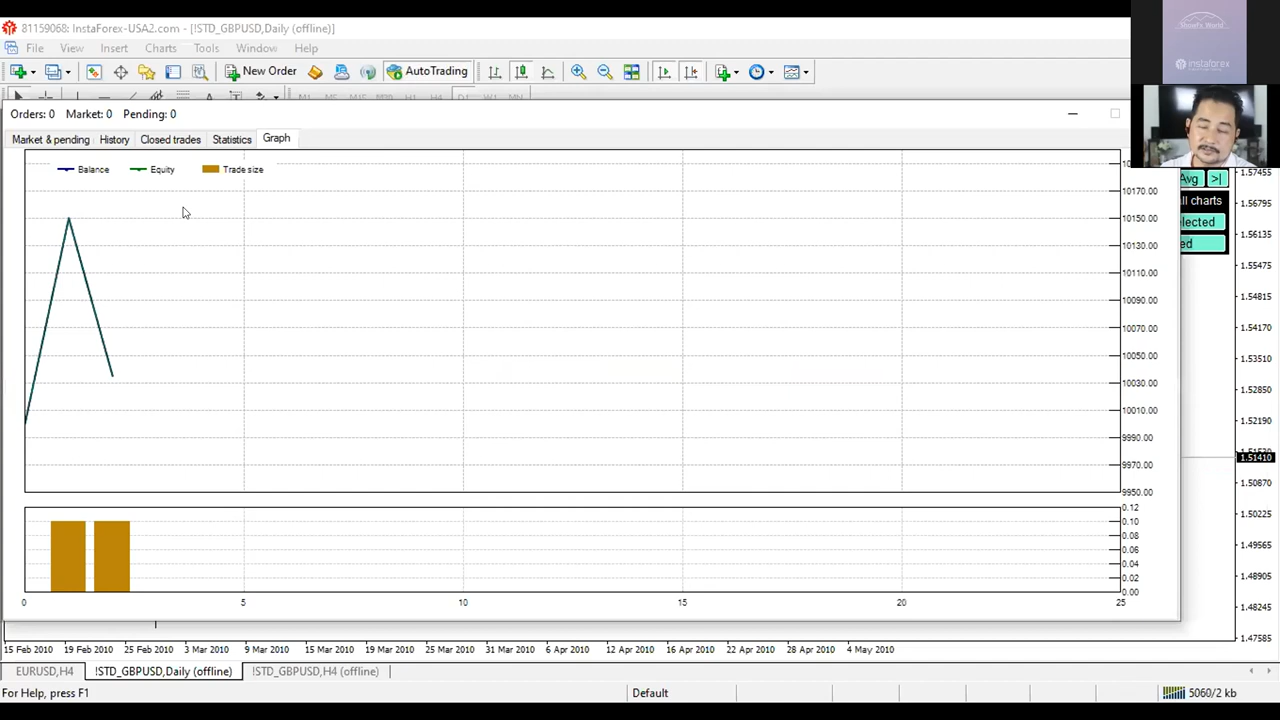 81159068: InstaForex-USA2.com - [!STD_GBPUSD,Daily (offline)]
File View Insert Charts Tools Window Help
New Order AutoTrading
Shoefx World
instaforex
Orders: 0 Market: 0 Pending: 0
Market & pending History Closed trades Statistics Graph
Balance Equity Trade size
Avg >|
ll charts
elected
ed
10170.00
10150.00
10130.00
10110.00
10090.00
10070.00
10050.00
10030.00
10010.00
9990.00
9970.00
9950.00
0.12
0.10
0.08
0.06
0.04
0.02
0.00
0 5 10 15 20 25
1.57455
1.56795
1.56135
1.55475
1.54815
1.54170
1.53510
1.52850
1.52190
1.51410
1.50870
1.50225
1.49565
1.48905
1.48245
1.47585
15 Feb 2010 19 Feb 2010 25 Feb 2010 3 Mar 2010 9 Mar 2010 15 Mar 2010 19 Mar 2010 25 Mar 2010 31 Mar 2010 6 Apr 2010 12 Apr 2010 16 Apr 2010 22 Apr 2010 28 Apr 2010 4 May 2010
EURUSD,H4 !STD_GBPUSD,Daily (offline) !STD_GBPUSD,H4 (offline)
For Help, press F1 Default 5060/2 kb